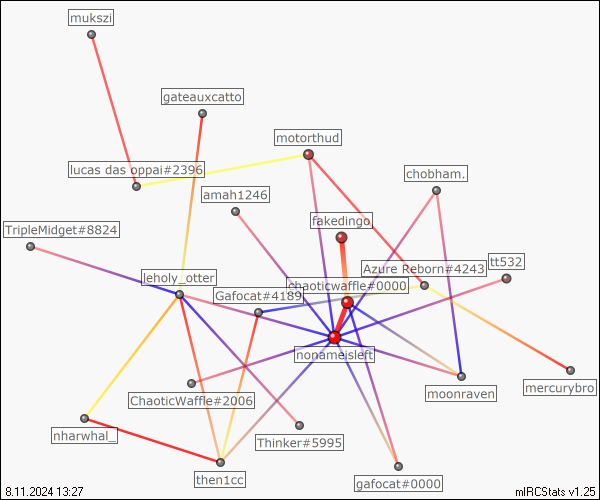 mukszi
gateauxcatto
motorthud
lucas das oppai#2396
chobham.
amah1246
fakedingo.
TripleMidget#8824
tt532
Azure Reborn#4243
leholy_otter
chaoticwaffle#0000
Gafocat#4189
nonameisleft
mercurybro
moonraven
ChaoticWaffle#2006
nharwhal_
Thinker#5995
then1cc
gafocat#0000
8.11.2024 13:27
mIRCStats v1.25